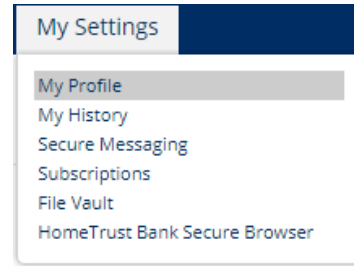 My Settings
My Profile
My History
Secure Messaging
Subscriptions
File Vault
HomeTrust Bank Secure Browser